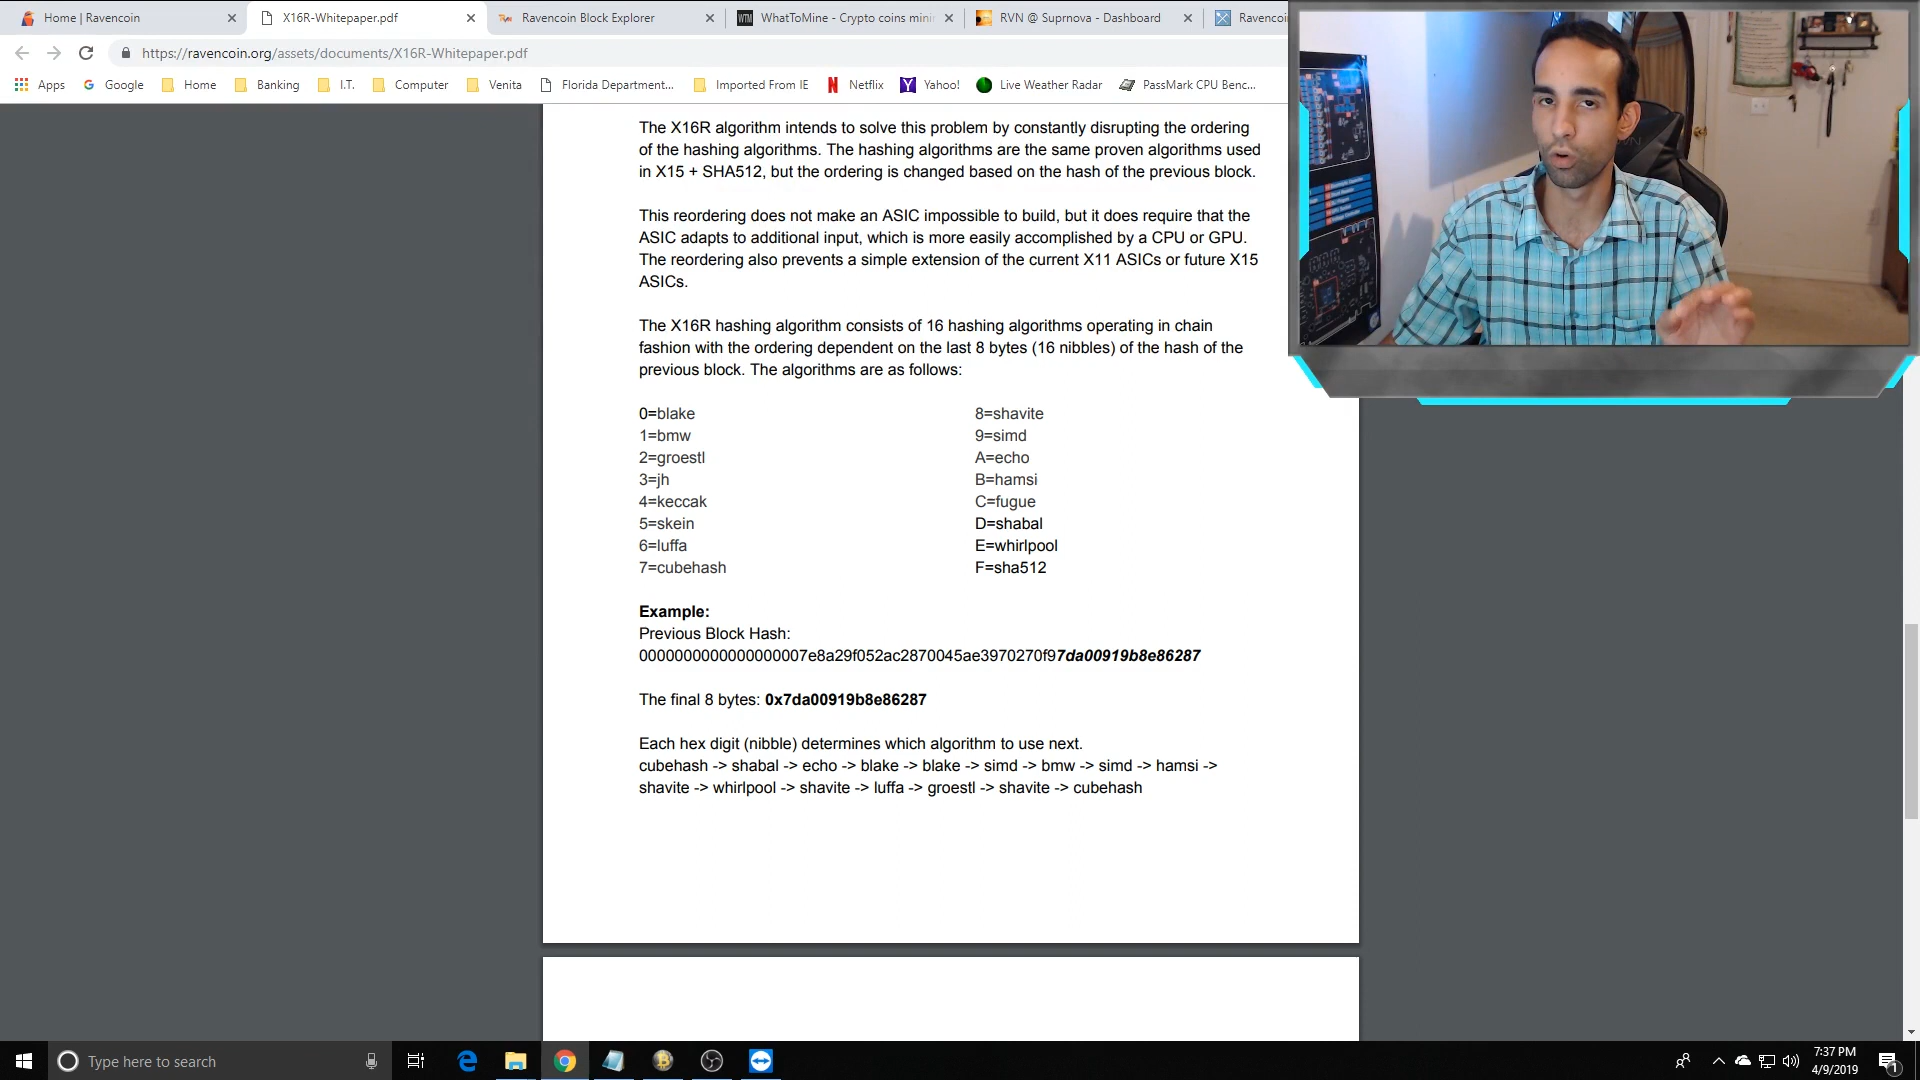 Home | Ravencoin
X16R-Whitepaper.pdf
Ravencoin Block Explorer
WTM
WhatToMine - Crypto coins mini
RVN @ Suprnova - Dashboard
Ravencoi
https://ravencoin.org/assets/documents/X16R-Whitepaper.pdf
Apps
Google
Home
Banking
I.T.
Computer
Venita
Florida Department...
Imported From IE
Netflix
Yahoo!
Live Weather Radar
PassMark CPU Benc...
The X16R algorithm intends to solve this problem by constantly disrupting the ordering
of the hashing algorithms. The hashing algorithms are the same proven algorithms used
in X15 + SHA512, but the ordering is changed based on the hash of the previous block.
This reordering does not make an ASIC impossible to build, but it does require that the
ASIC adapts to additional input, which is more easily accomplished by a CPU or GPU.
The reordering also prevents a simple extension of the current X11 ASICs or future X15
ASICs.
The X16R hashing algorithm consists of 16 hashing algorithms operating in chain
fashion with the ordering dependent on the last 8 bytes (16 nibbles) of the hash of the
previous block. The algorithms are as follows:
0=blake
1=bmw
2=groestl
3=jh
4=keccak
5=skein
6=luffa
7=cubehash
8=shavite
9=simd
A=echo
B=hamsi
C=fugue
D=shabal
E=whirlpool
F=sha512
Example:
Previous Block Hash:
0000000000000000007e8a29f052ac2870045ae3970270f97da00919b8e86287
The final 8 bytes: 0x7da00919b8e86287
Each hex digit (nibble) determines which algorithm to use next.
cubehash -> shabal -> echo -> blake -> blake -> simd -> bmw -> simd -> hamsi ->
shavite -> whirlpool -> shavite -> luffa -> groestl -> shavite -> cubehash
Type here to search
7:37 PM
4/9/2019
1